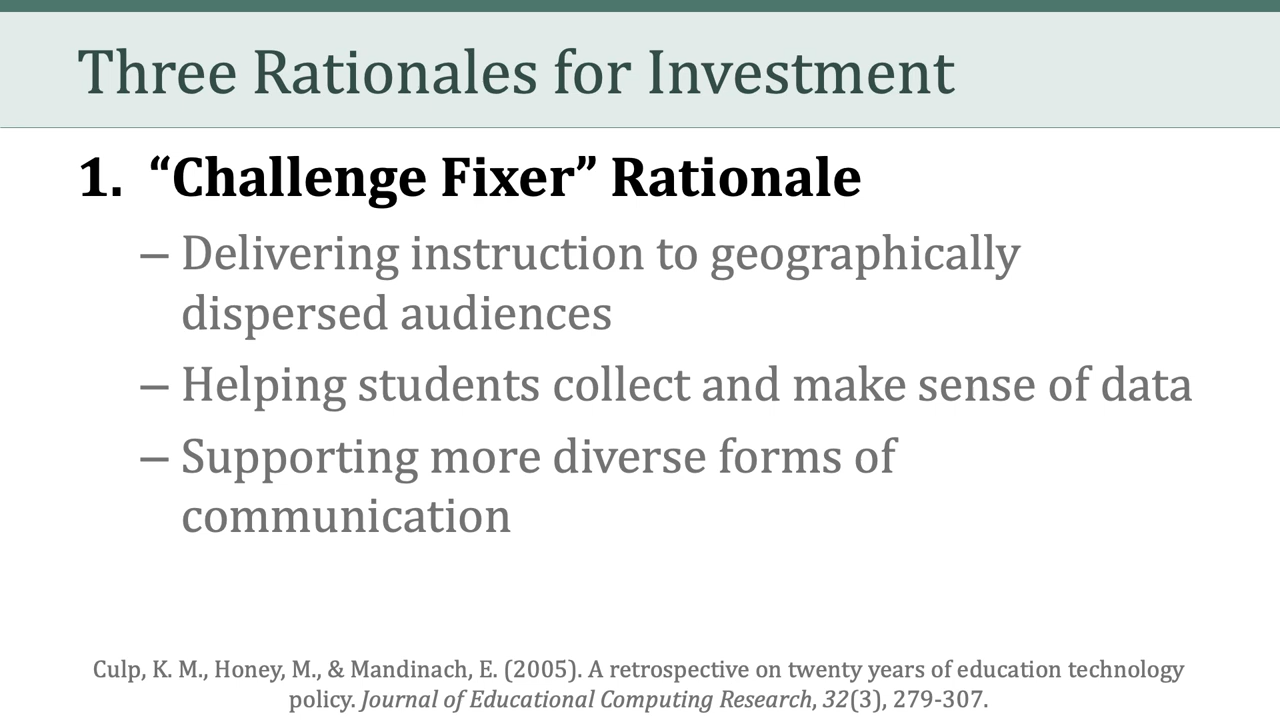 Three Rationales for Investment
1. “Challenge Fixer” Rationale
– Delivering instruction to geographically
dispersed audiences
– Helping students collect and make sense of data
– Supporting more diverse forms of
communication
Culp, K. M., Honey, M., & Mandinach, E. (2005). A retrospective on twenty years of education technology
policy. Journal of Educational Computing Research, 32(3), 279-307.